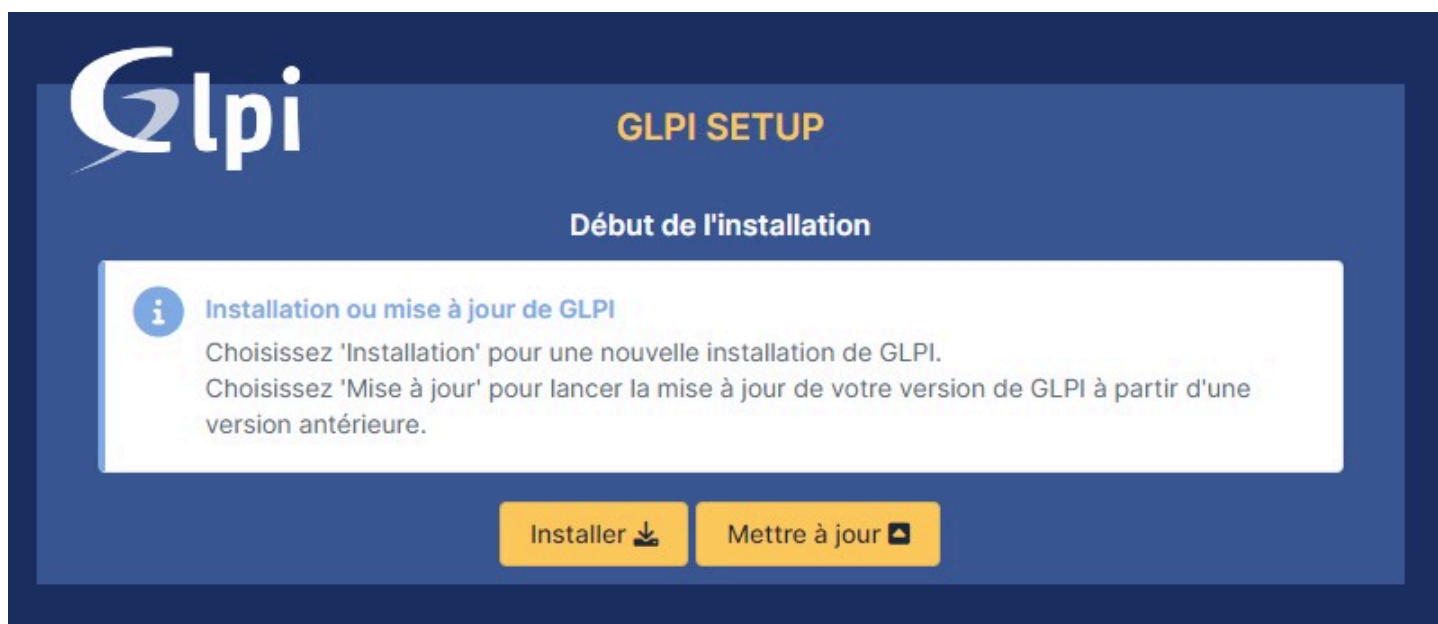 Glpi
GLPI SETUP
Début de l'installation
Installation ou mise à jour de GLPI
Choisissez 'Installation' pour une nouvelle installation de GLPI.
Choisissez 'Mise à jour' pour lancer la mise à jour de votre version de GLPI à partir d'une
version antérieure.
Installer
Mettre à jour